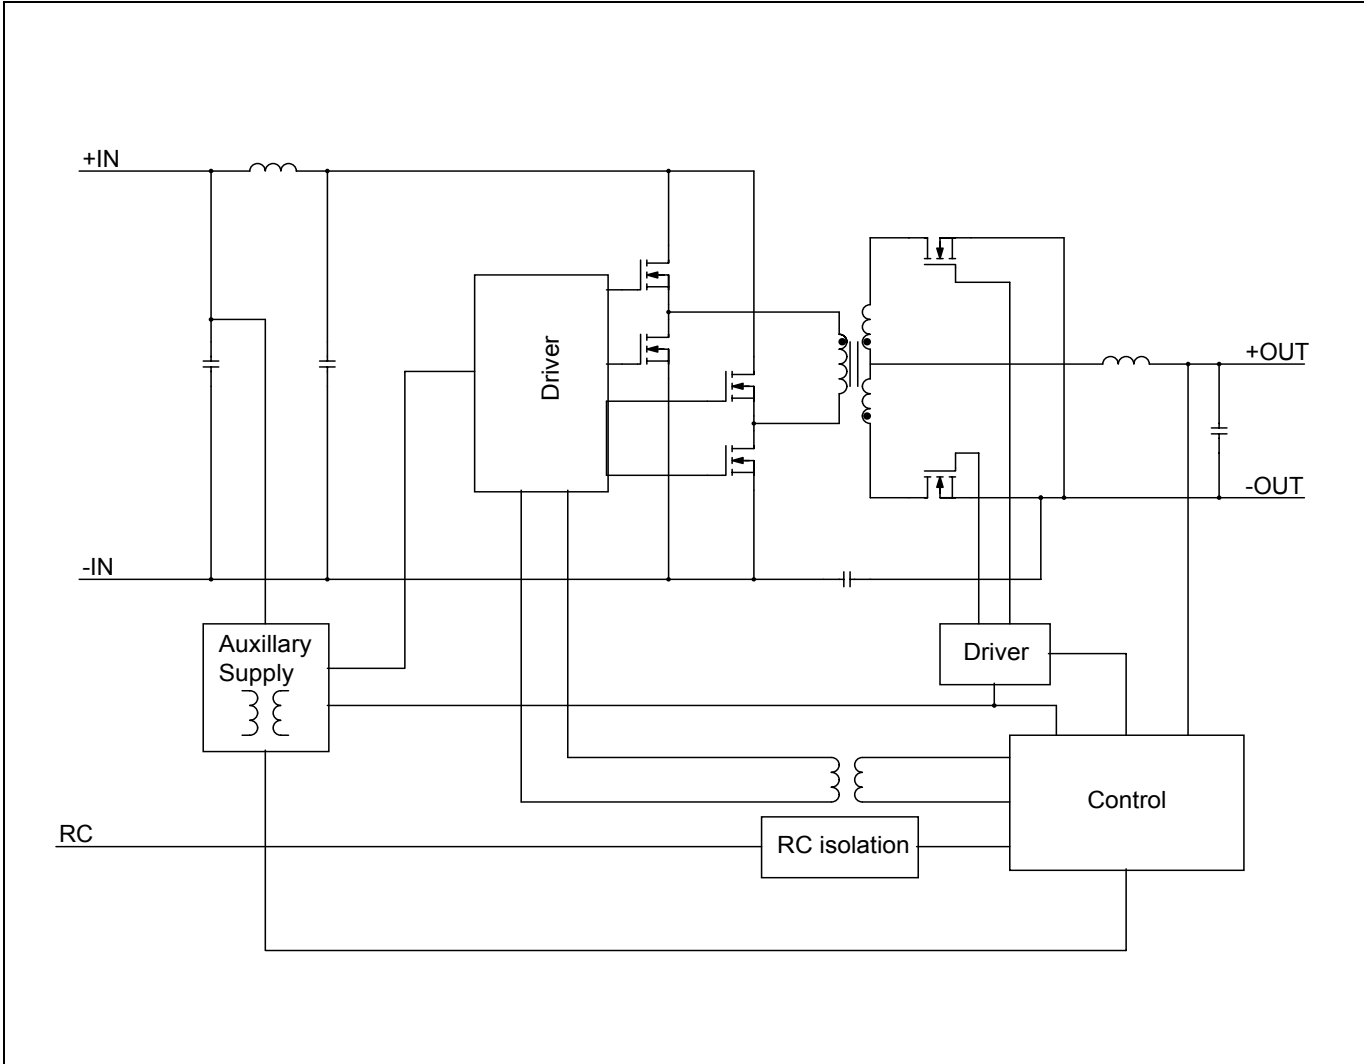 +IN
+OUT
Driver
-OUT
-IN
Auxillary
Supply
Driver
Control
RC
RC isolation